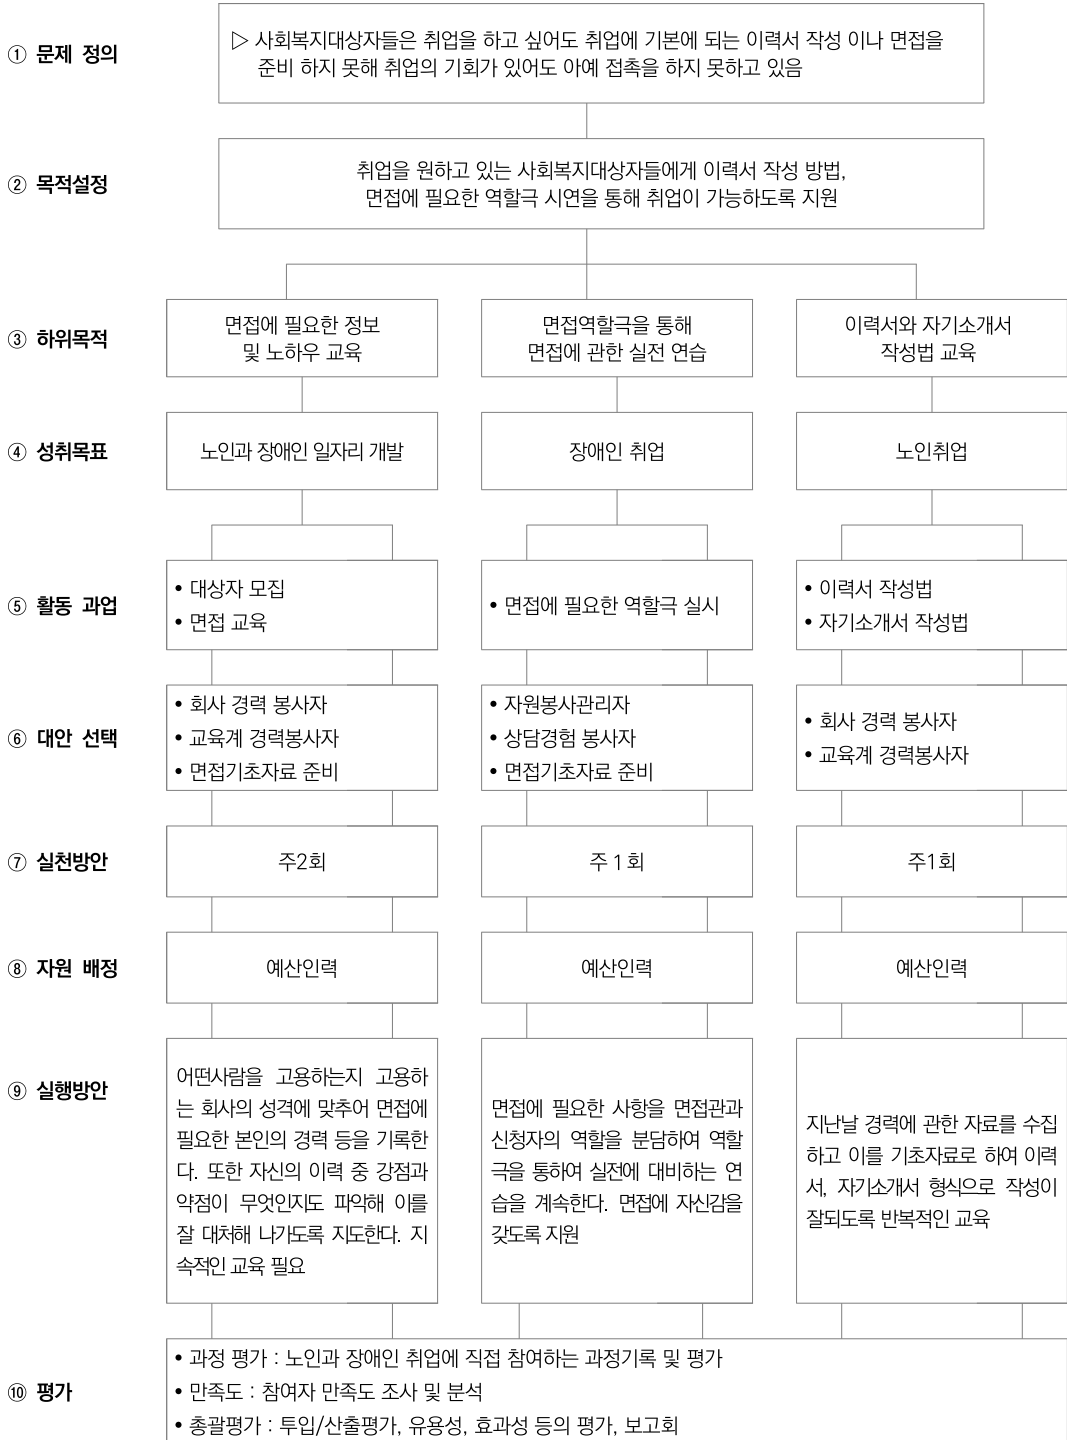 ① 문제 정의
▷ 사회복지대상자들은 취업을 하고 싶어도 취업에 기본에 되는 이력서 작성 이나 면접을
준비 하지 못해 취업의 기회가 있어도 아예 접촉을 하지 못하고 있음
② 목적설정
취업을 원하고 있는 사회복지대상자들에게 이력서 작성 방법,
면접에 필요한 역할극 시연을 통해 취업이 가능하도록 지원
③ 하위목적
면접에 필요한 정보
및 노하우 교육
면접역할극을 통해
면접에 관한 실전 연습
이력서와 자기소개서
작성법 교육
④ 성취목표
노인과 장애인 일자리 개발
장애인 취업
노인취업
⑤ 활동 과업
• 대상자 모집
• 면접 교육
• 면접에 필요한 역할극 실시
• 이력서 작성법
• 자기소개서 작성법
⑥ 대안 선택
• 회사 경력 봉사자
• 교육계 경력봉사자
• 면접기초자료 준비
• 자원봉사관리자
• 상담경험 봉사자
• 면접기초자료 준비
• 회사 경력 봉사자
• 교육계 경력봉사자
⑦ 실천방안
주2회
주 1 회
주1회
⑧ 자원 배정
예산인력
예산인력
예산인력
⑨ 실행방안
어떤사람을 고용하는지 고용하
는 회사의 성격에 맞추어 면접에
필요한 본인의 경력 등을 기록한
다. 또한 자신의 이력 중 강점과
약점이 무엇인지도 파악해 이를
잘 대처해 나가도록 지도한다. 지
속적인 교육 필요
면접에 필요한 사항을 면접관과
신청자의 역할을 분담하여 역할
극을 통하여 실전에 대비하는 연
습을 계속한다. 면접에 자신감을
갖도록 지원
지난날 경력에 관한 자료를 수집
하고 이를 기초자료로 하여 이력
서, 자기소개서 형식으로 작성이
잘되도록 반복적인 교육
⑩ 평가
• 과정 평가 : 노인과 장애인 취업에 직접 참여하는 과정기록 및 평가
• 만족도 : 참여자 만족도 조사 및 분석
• 총괄평가 : 투입/산출평가, 유용성, 효과성 등의 평가, 보고회